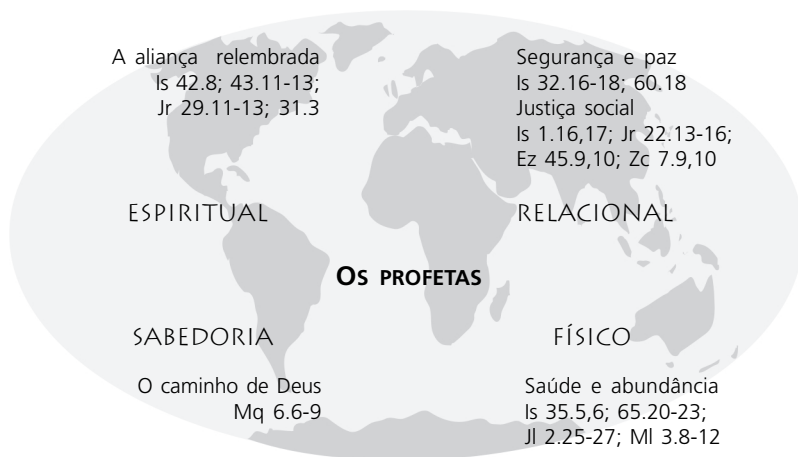 A aliança relembrada
Is 42.8; 43.11-13;
Jr 29.11-13; 31.3
Segurança e paz
Is 32.16-18; 60.18
Justiça social
Is 1.16,17; Jr 22.13-16;
Ez 45.9,10; Zc 7.9,10
ESPIRITUAL
RELACIONAL
OS PROFETAS
SABEDORIA
FÍSICO
O caminho de Deus
Mq 6.6-9
Saúde e abundância
Is 35.5,6; 65.20-23;
Jl 2.25-27; Ml 3.8-12